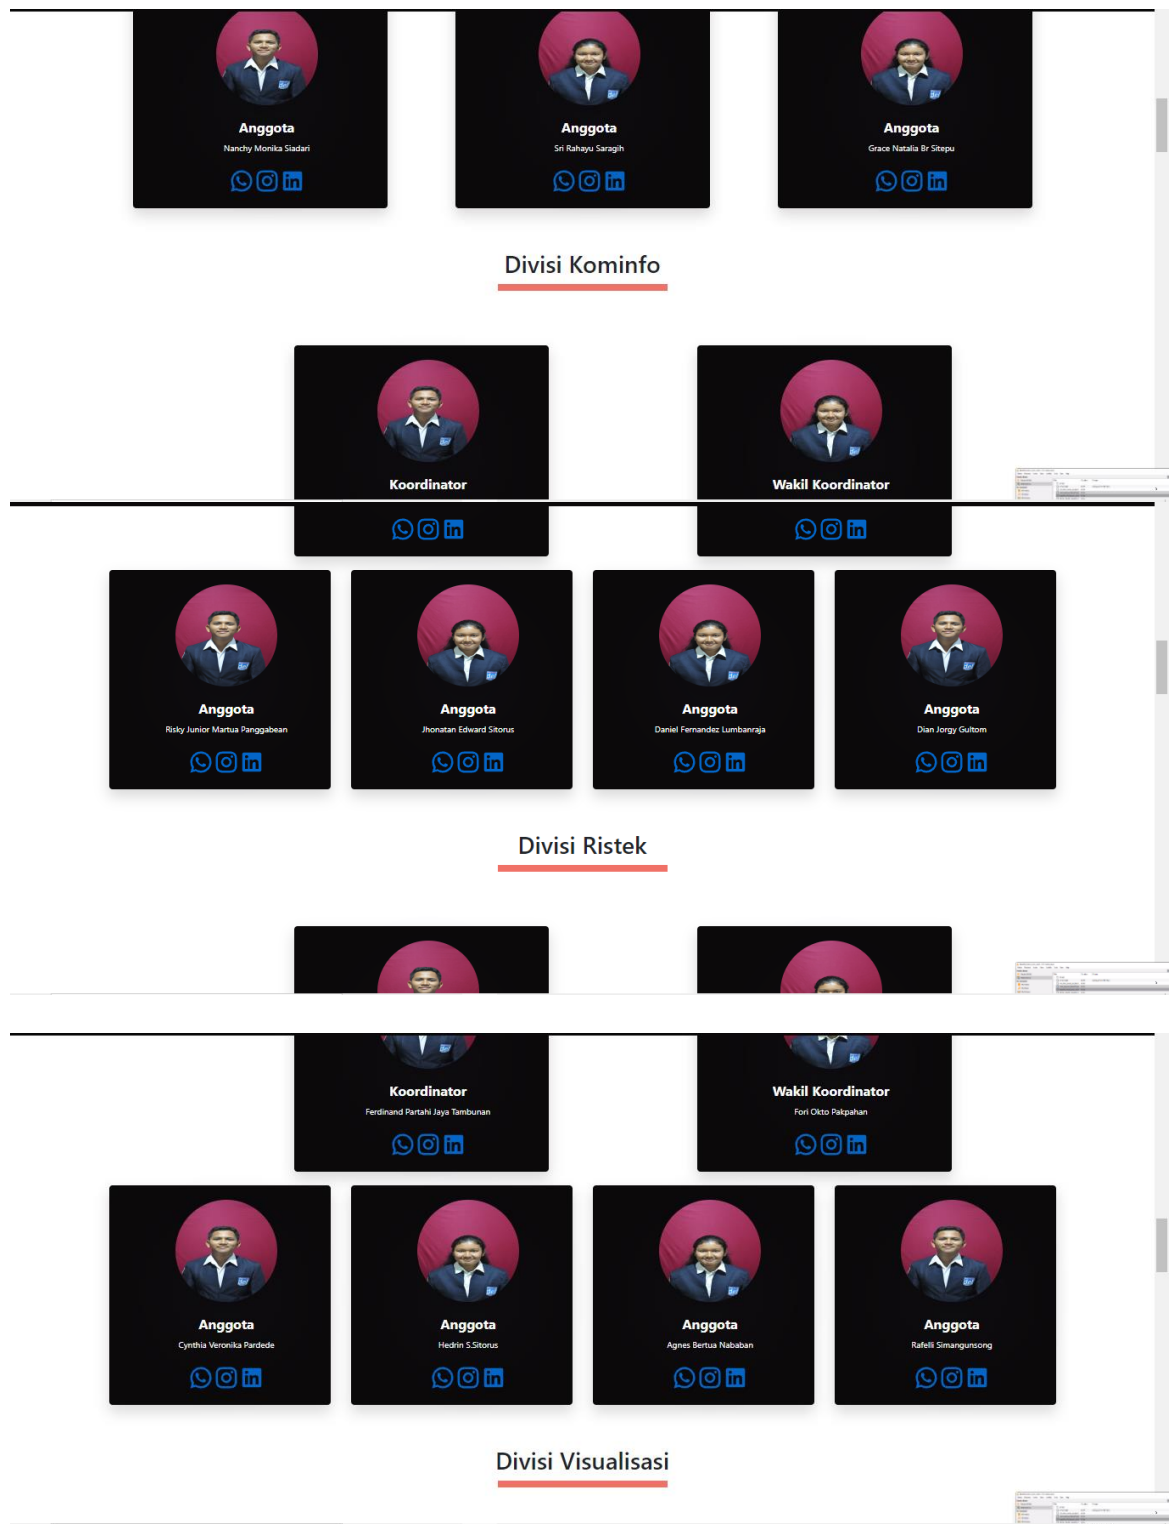 Anggota Anggota Anggota
Nanchy Monika Siadari Sri Rahayu Saragih Grace Natalia Br Sitepu
Divisi Kominfo
Koordinator Wakil Koordinator
Anggota Anggota Anggota Anggota
Risky Junior Martua Panggabean Jhonatan Edward Sitorus Daniel Fernandez Lumbanraja Dian Jorgy Gultom
Divisi Ristek
Koordinator Wakil Koordinator
Ferdinand Partahi Jaya Tambunan Fori Okto Pakpahan
Anggota Anggota Anggota Anggota
Cynthia Veronika Pardede Hedrin S.Sitorus Agnes Bertua Nababan Rafelli Simangunsong
Divisi Visualisasi